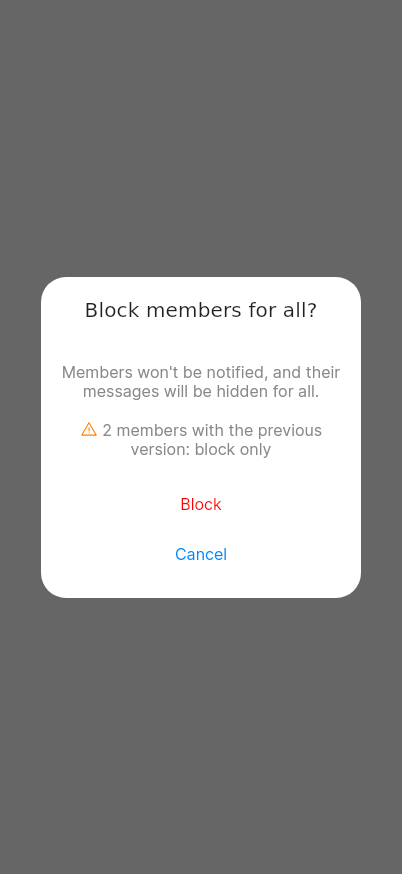 Block members for all?
Members won't be notified, and their
messages will be hidden for all.
2 members with the previous
version: block only
Block
Cancel